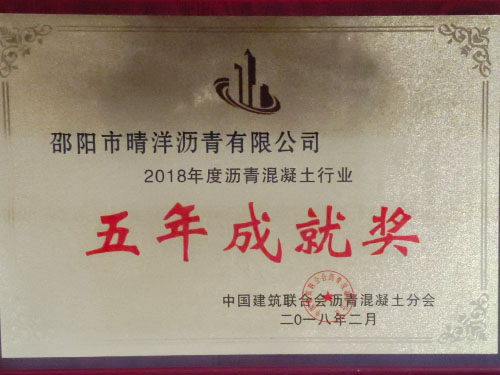 邵阳市晴洋沥青有限公司
2018年度沥青混凝土行业
五年成就奖
中国建筑联合会沥青混凝土分会
二〇一八年二月